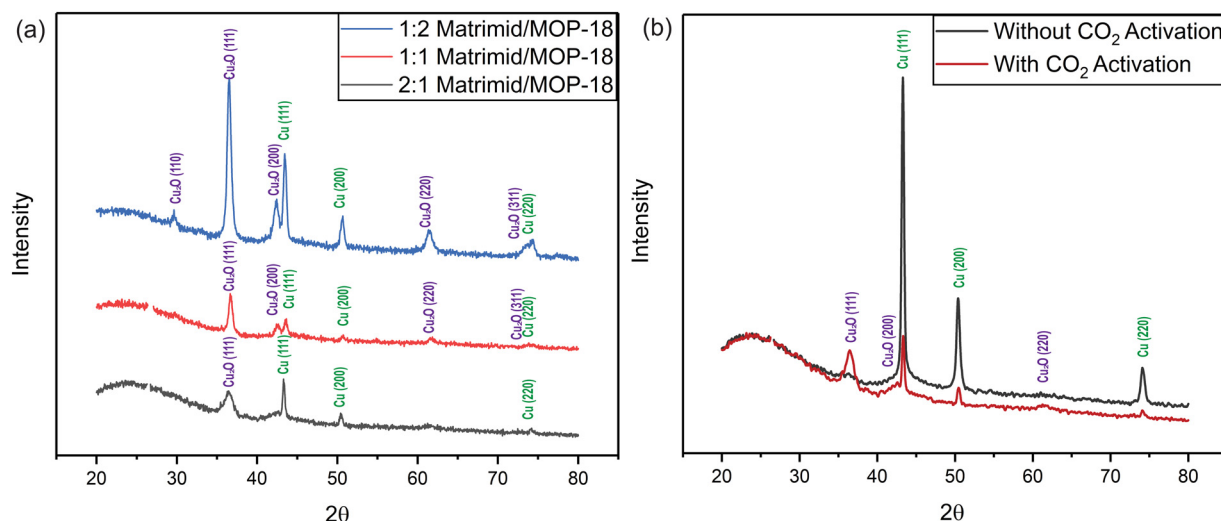 (a)
1:2 Matrimid/MOP-18
1:1 Matrimid/MOP-18
2:1 Matrimid/MOP-18
Cu₂O (110)
Cu₂O (111)
Cu₂O (200)
Cu (111)
Cu (200)
Cu₂O (220)
Cu₂O (311)
Cu (220)
Cu₂O (111)
Cu₂O (200)
Cu (111)
Cu (200)
Cu₂O (220)
Cu₂O (311)
Cu (220)
Cu₂O (111)
Cu (111)
Cu (200)
Cu (220)
Intensity
20 30 40 50 60 70 80
2θ
(b)
Without CO₂ Activation
With CO₂ Activation
Cu₂O (111)
Cu₂O (200)
Cu (111)
Cu (200)
Cu₂O (220)
Cu (220)
Intensity
20 30 40 50 60 70 80
2θ